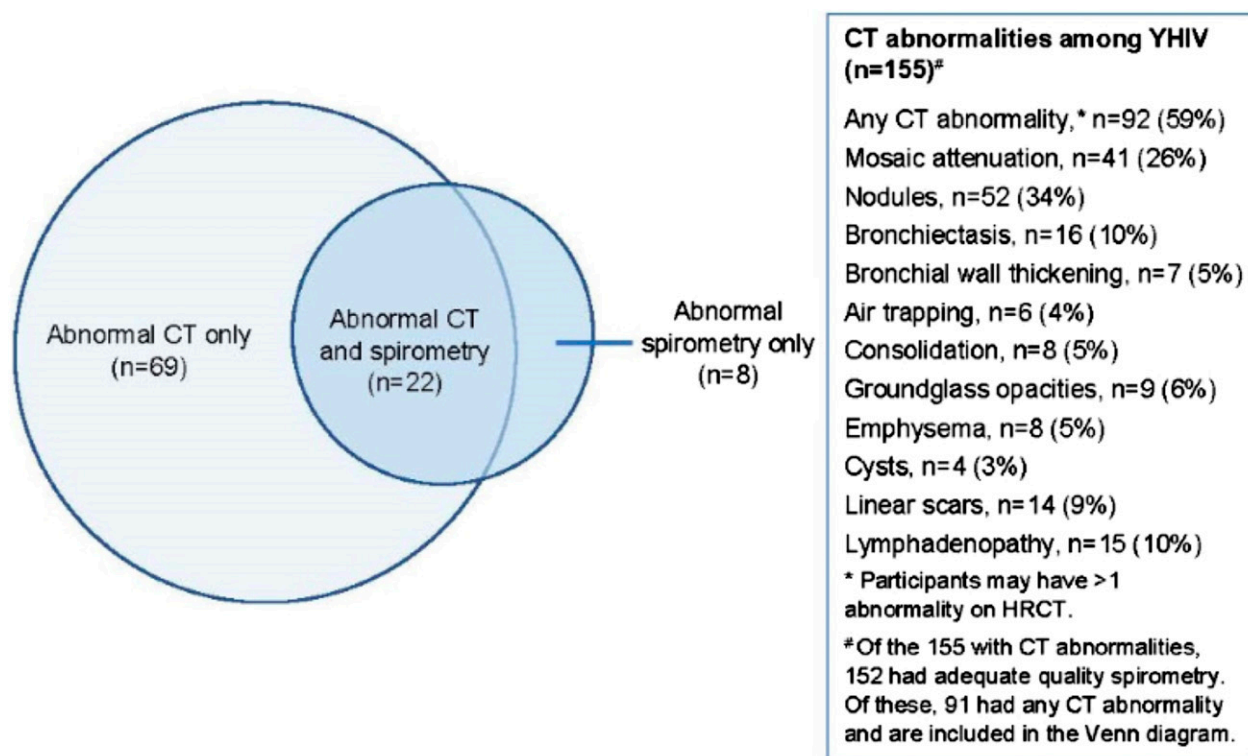 Abnormal CT only
(n=69)
Abnormal CT
and spirometry
(n=22)
Abnormal
spirometry only
(n=8)
CT abnormalities among YHIV
(n=155)#
Any CT abnormality,* n=92 (59%)
Mosaic attenuation, n=41 (26%)
Nodules, n=52 (34%)
Bronchiectasis, n=16 (10%)
Bronchial wall thickening, n=7 (5%)
Air trapping, n=6 (4%)
Consolidation, n=8 (5%)
Groundglass opacities, n=9 (6%)
Emphysema, n=8 (5%)
Cysts, n=4 (3%)
Linear scars, n=14 (9%)
Lymphadenopathy, n=15 (10%)
* Participants may have >1
abnormality on HRCT.
#Of the 155 with CT abnormalities,
152 had adequate quality spirometry.
Of these, 91 had any CT abnormality
and are included in the Venn diagram.